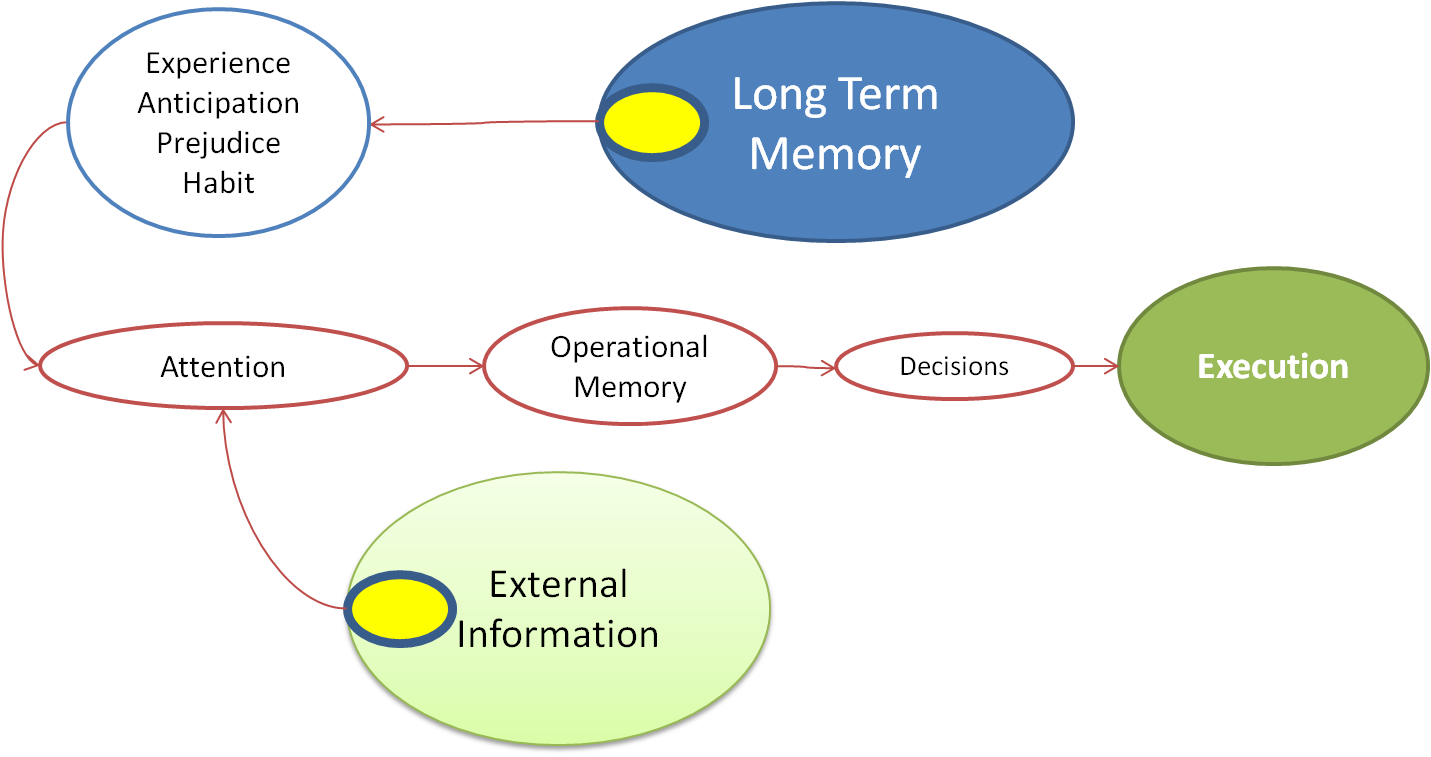 Experience
Anticipation
Prejudice
Habit
Long Term
Memory
Attention
Operational
Memory
Decisions
Execution
External
Information